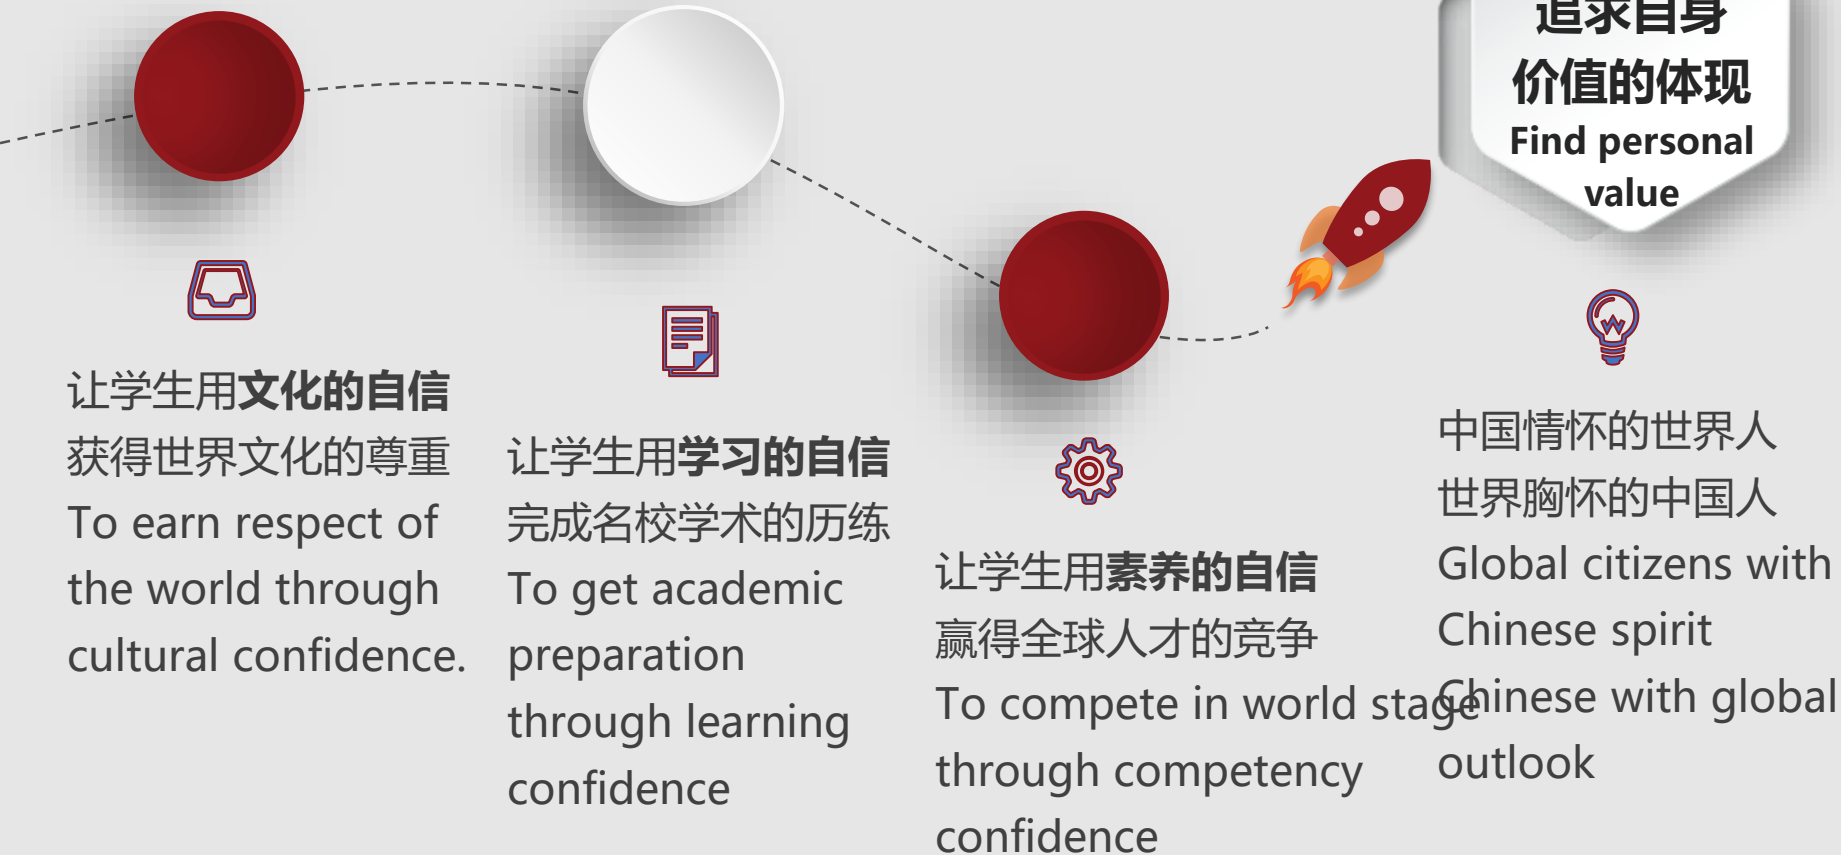 追求自身
价值的体现
Find personal
value
让学生用文化的自信
获得世界文化的尊重
To earn respect of
the world through
cultural confidence.
让学生用学习的自信
完成名校学术的历练
To get academic
preparation
through learning
confidence
让学生用素养的自信
赢得全球人才的竞争
To compete in world stage
through competency
confidence
中国情怀的世界人
世界胸怀的中国人
Global citizens with
Chinese spirit
Chinese with global
outlook